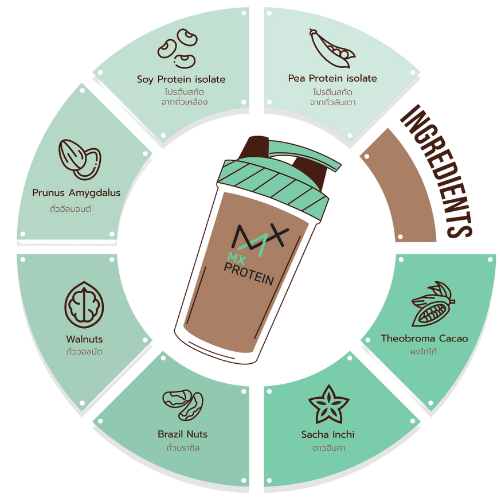 Soy Protein isolate
โปรตีนสกัด
จากถั่วเหลือง
Pea Protein isolate
โปรตีนสกัด
จากถั่วลันเตา
INGREDIENTS
Prunus Amygdalus
ถั่วอัลมอนด์
MX
MX
PROTEIN
Walnuts
ถั่ววอลนัต
Theobroma Cacao
ผงโกโก้
Brazil Nuts
ถั่วบราซิล
Sacha Inchi
ดาวอินคา